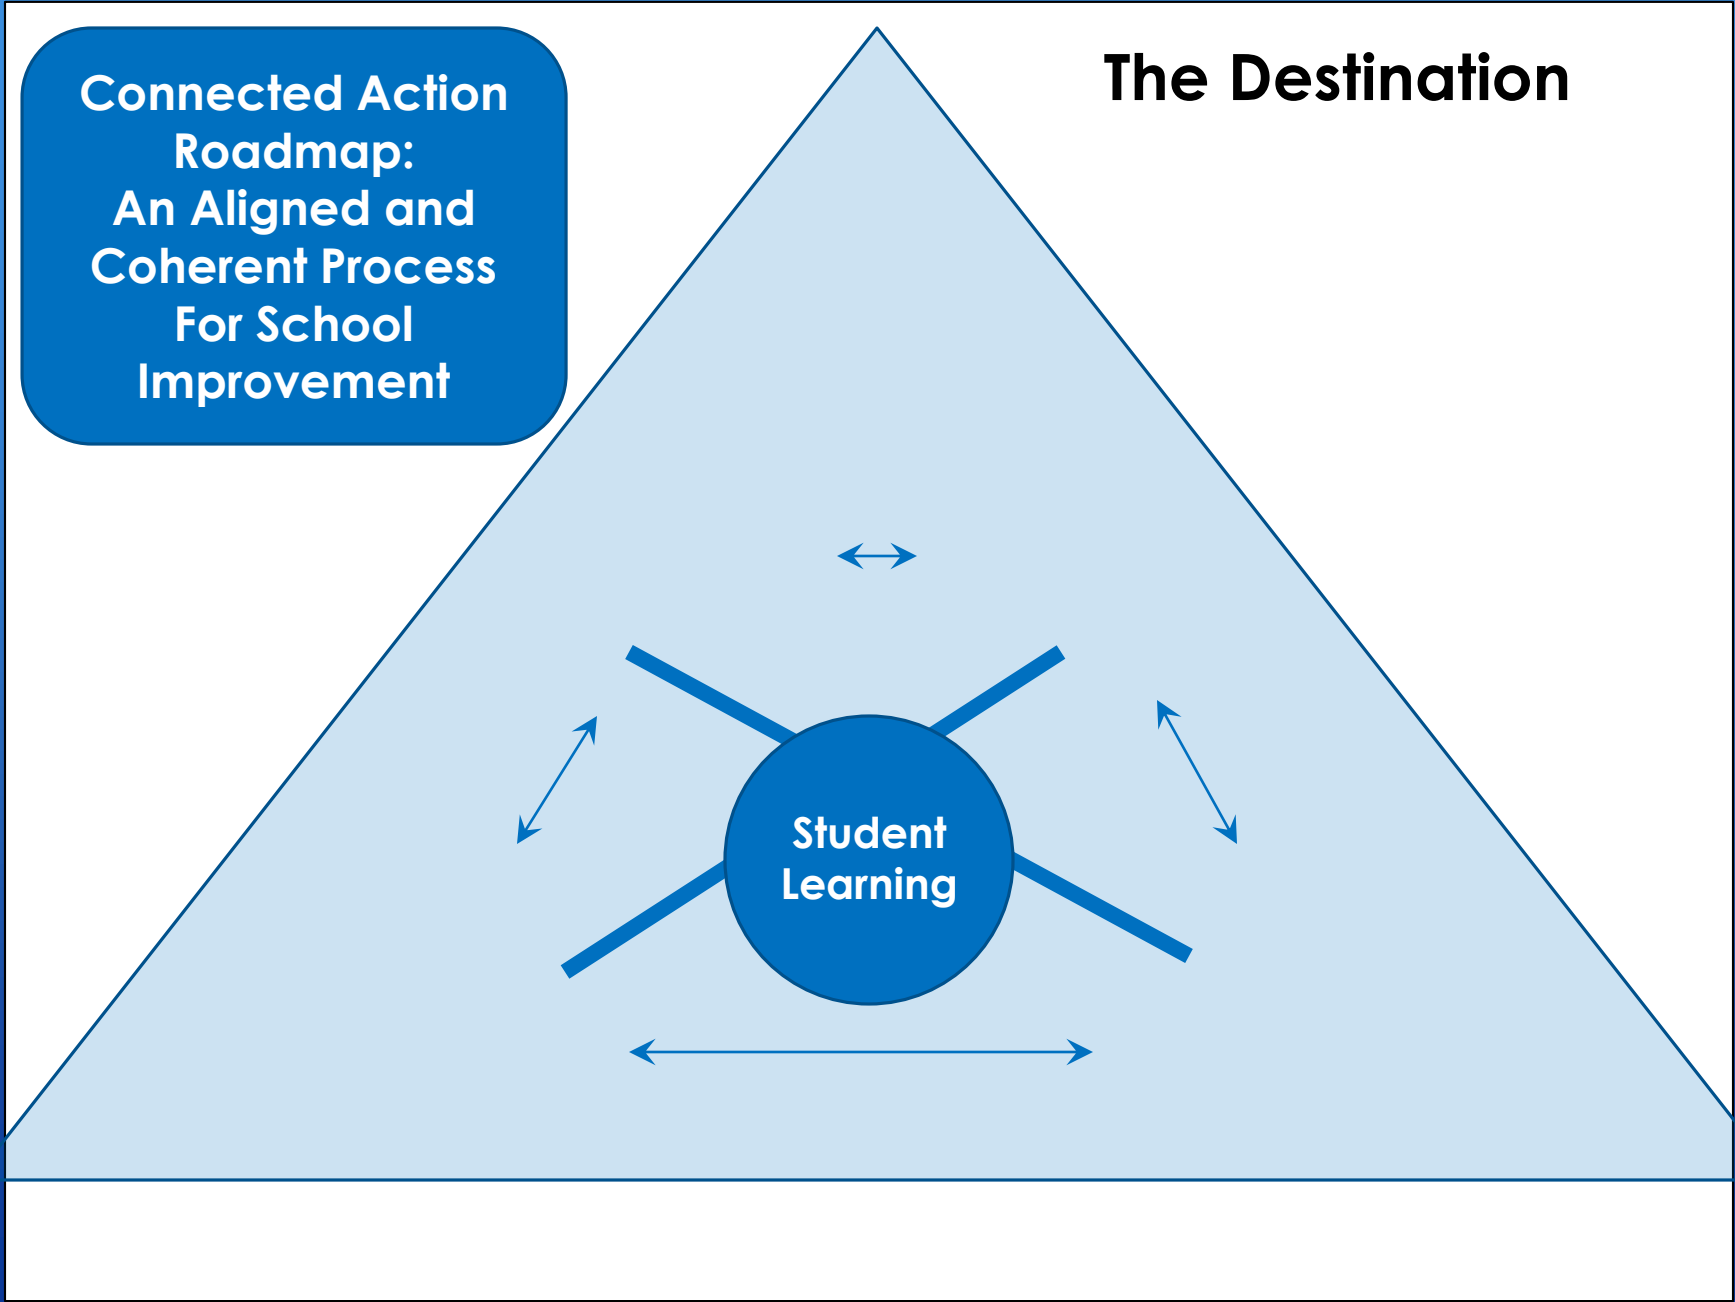 Connected Action
Roadmap:
An Aligned and
Coherent Process
For School
Improvement
The Destination
Student
Learning